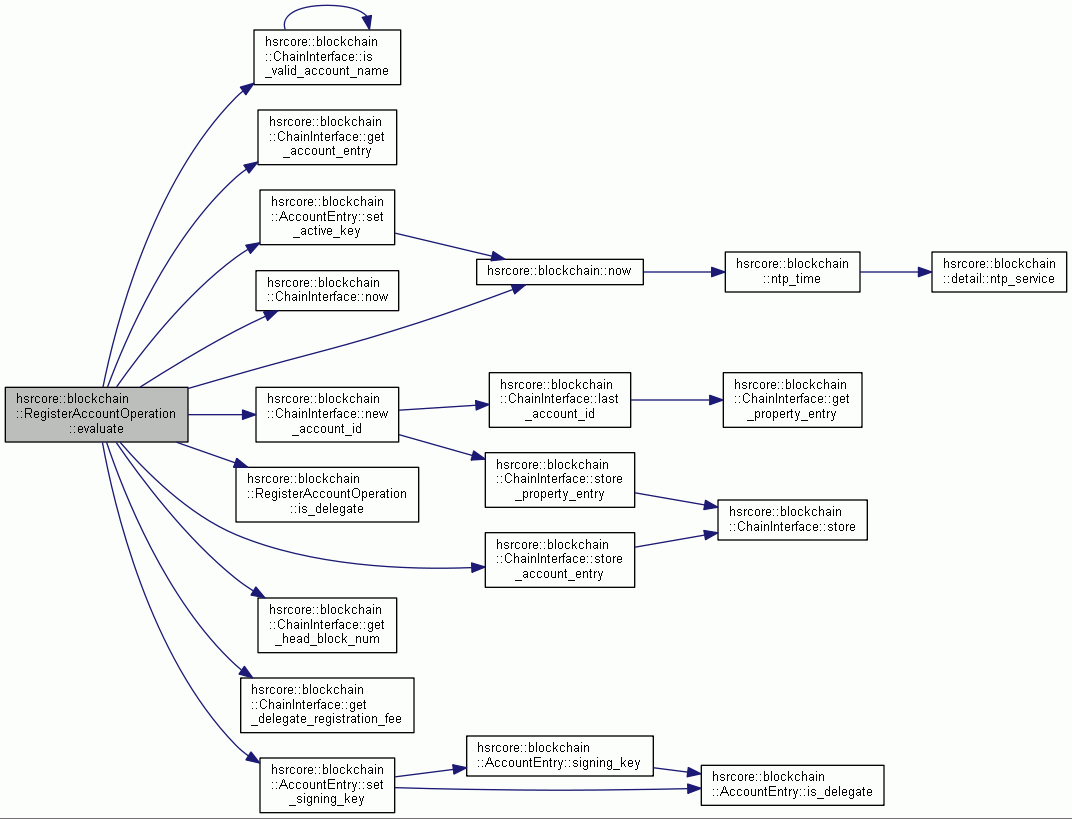 hsrcore::blockchain
::ChainInterface::is
_valid_account_name
hsrcore::blockchain
::ChainInterface::get
_account_entry
hsrcore::blockchain
::AccountEntry::set
_active_key
hsrcore::blockchain::now
hsrcore::blockchain
::ntp_time
hsrcore::blockchain
::detail::ntp_service
hsrcore::blockchain
::ChainInterface::now
hsrcore::blockchain
::RegisterAccountOperation
::evaluate
hsrcore::blockchain
::ChainInterface::new
_account_id
hsrcore::blockchain
::ChainInterface::last
_account_id
hsrcore::blockchain
::ChainInterface::get
_property_entry
hsrcore::blockchain
::RegisterAccountOperation
::is_delegate
hsrcore::blockchain
::ChainInterface::store
_property_entry
hsrcore::blockchain
::ChainInterface::store
hsrcore::blockchain
::ChainInterface::store
_account_entry
hsrcore::blockchain
::ChainInterface::get
_head_block_num
hsrcore::blockchain
::ChainInterface::get
_delegate_registration_fee
hsrcore::blockchain
::AccountEntry::set
_signing_key
hsrcore::blockchain
::AccountEntry::signing_key
hsrcore::blockchain
::AccountEntry::is_delegate